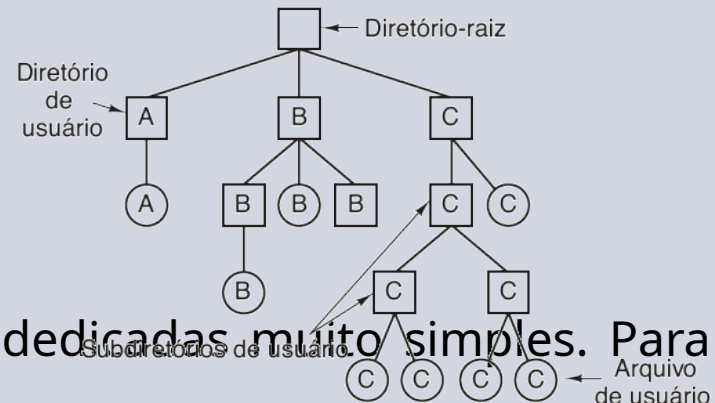 Diretório-raiz
Diretório
de
usuário
A B C
A B B B C C
B C C
dedicadas muito simples. Para
Subdiretórios de usuário
C C C C
Arquivo
de usuário